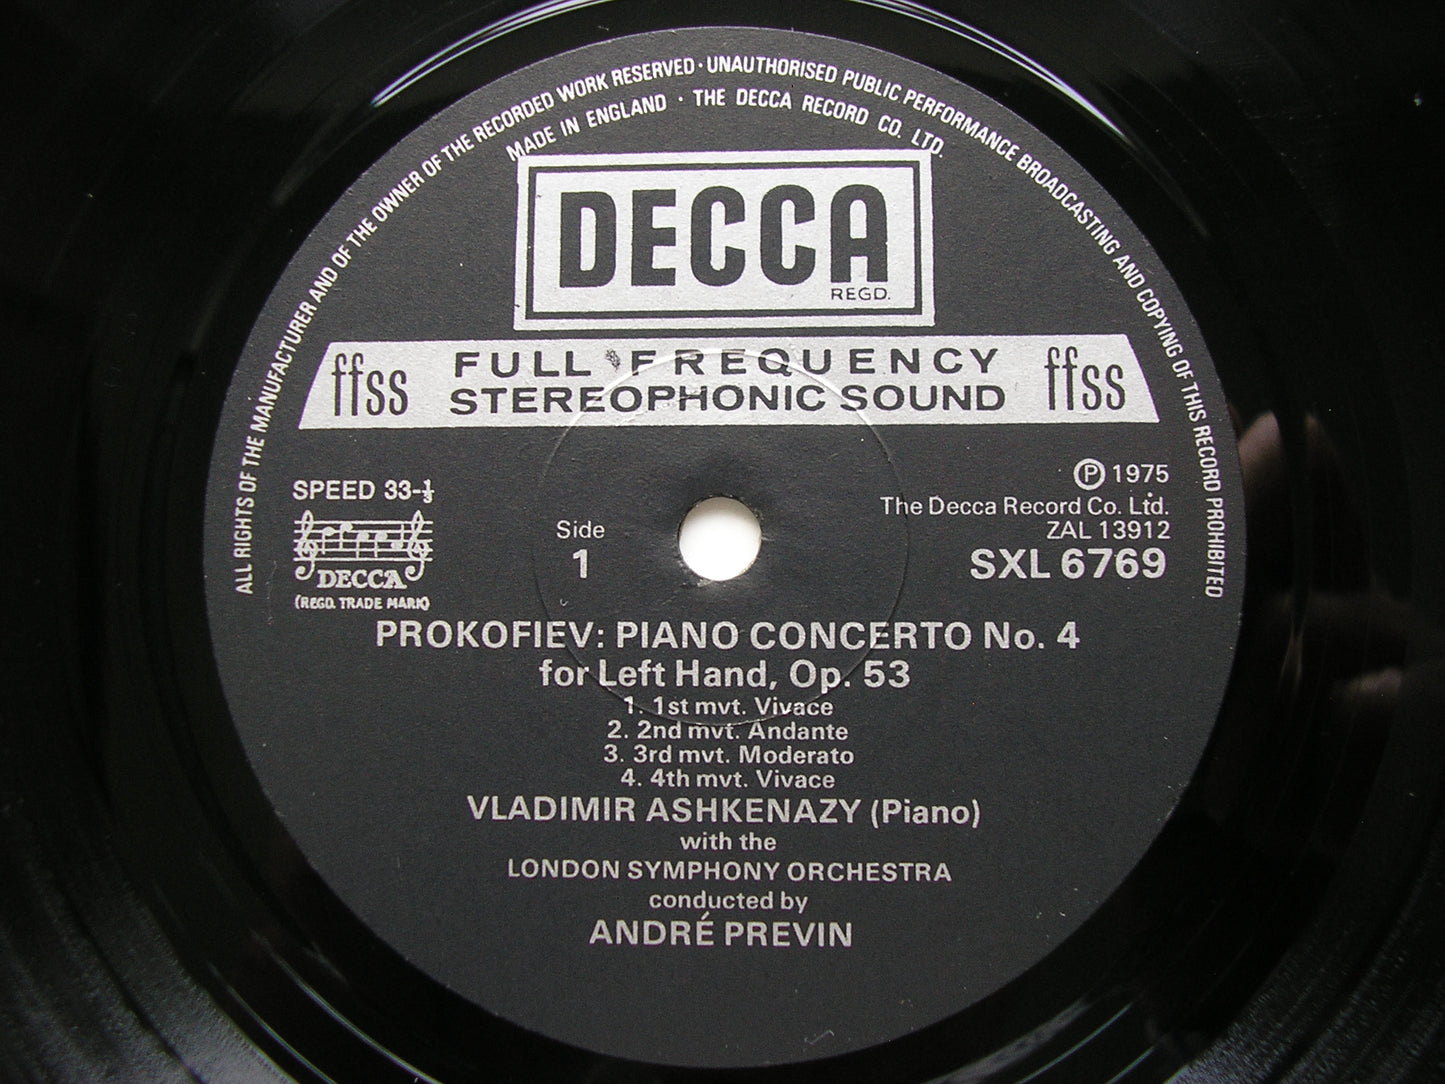 ALL RIGHTS OF THE MANUFACTURER AND OF THE OWNER OF THE RECORDED WORK RESERVED · UNAUTHORISED PUBLIC PERFORMANCE BROADCASTING AND COPYING OF THIS RECORD PROHIBITED
MADE IN ENGLAND · THE DECCA RECORD CO. LTD.
DECCA
REGD.
ffss FULL FREQUENCY STEREOPHONIC SOUND ffss
SPEED 33-⅓
DECCA
(REGD. TRADE MARK)
Side
1
Ⓟ 1975
The Decca Record Co. Ltd.
ZAL 13912
SXL 6769
PROKOFIEV: PIANO CONCERTO No. 4
for Left Hand, Op. 53
1. 1st mvt. Vivace
2. 2nd mvt. Andante
3. 3rd mvt. Moderato
4. 4th mvt. Vivace
VLADIMIR ASHKENAZY (Piano)
with the
LONDON SYMPHONY ORCHESTRA
conducted by
ANDRÉ PREVIN